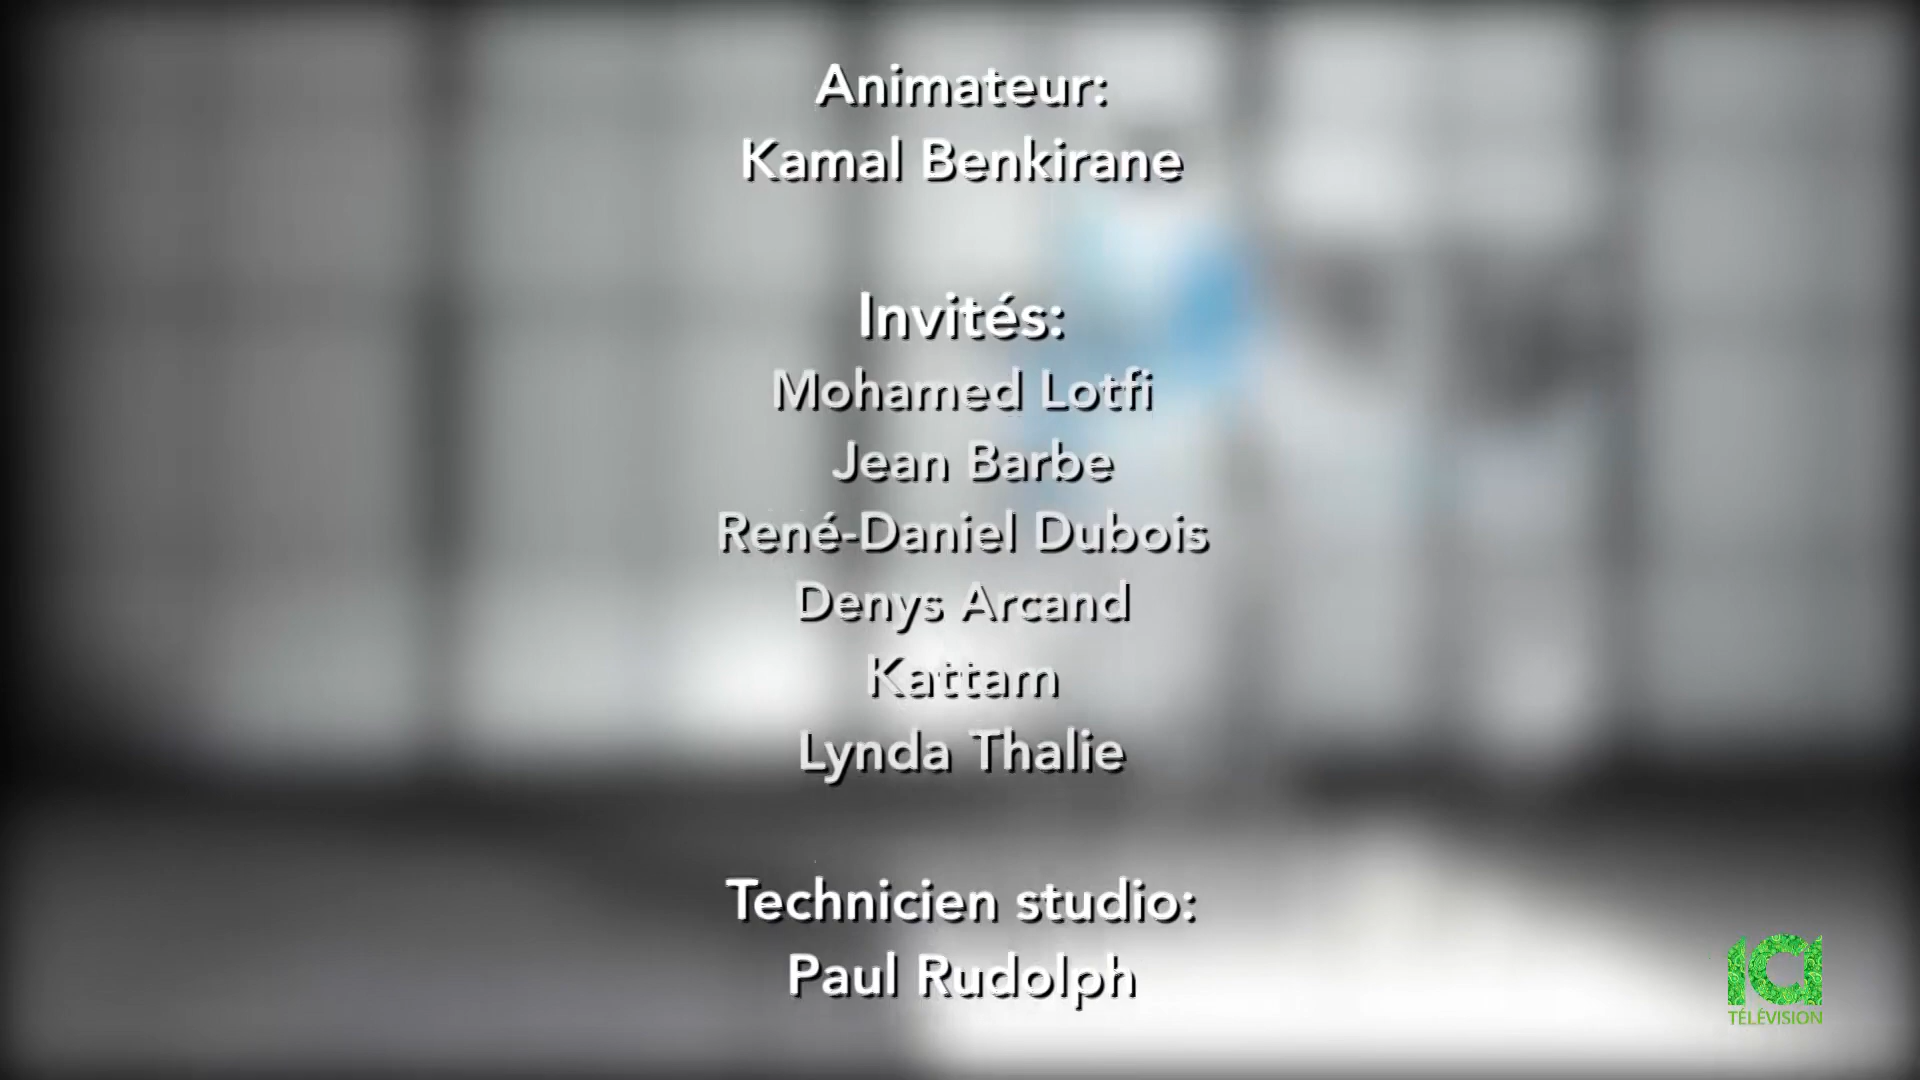 Animateur:
Kamal Benkirane
Invités:
Mohamed Lotfi
Jean Barbe
René-Daniel Dubois
Denys Arcand
Kattam
Lynda Thalie
Technicien studio:
Paul Rudolph
ICI
TÉLÉVISION